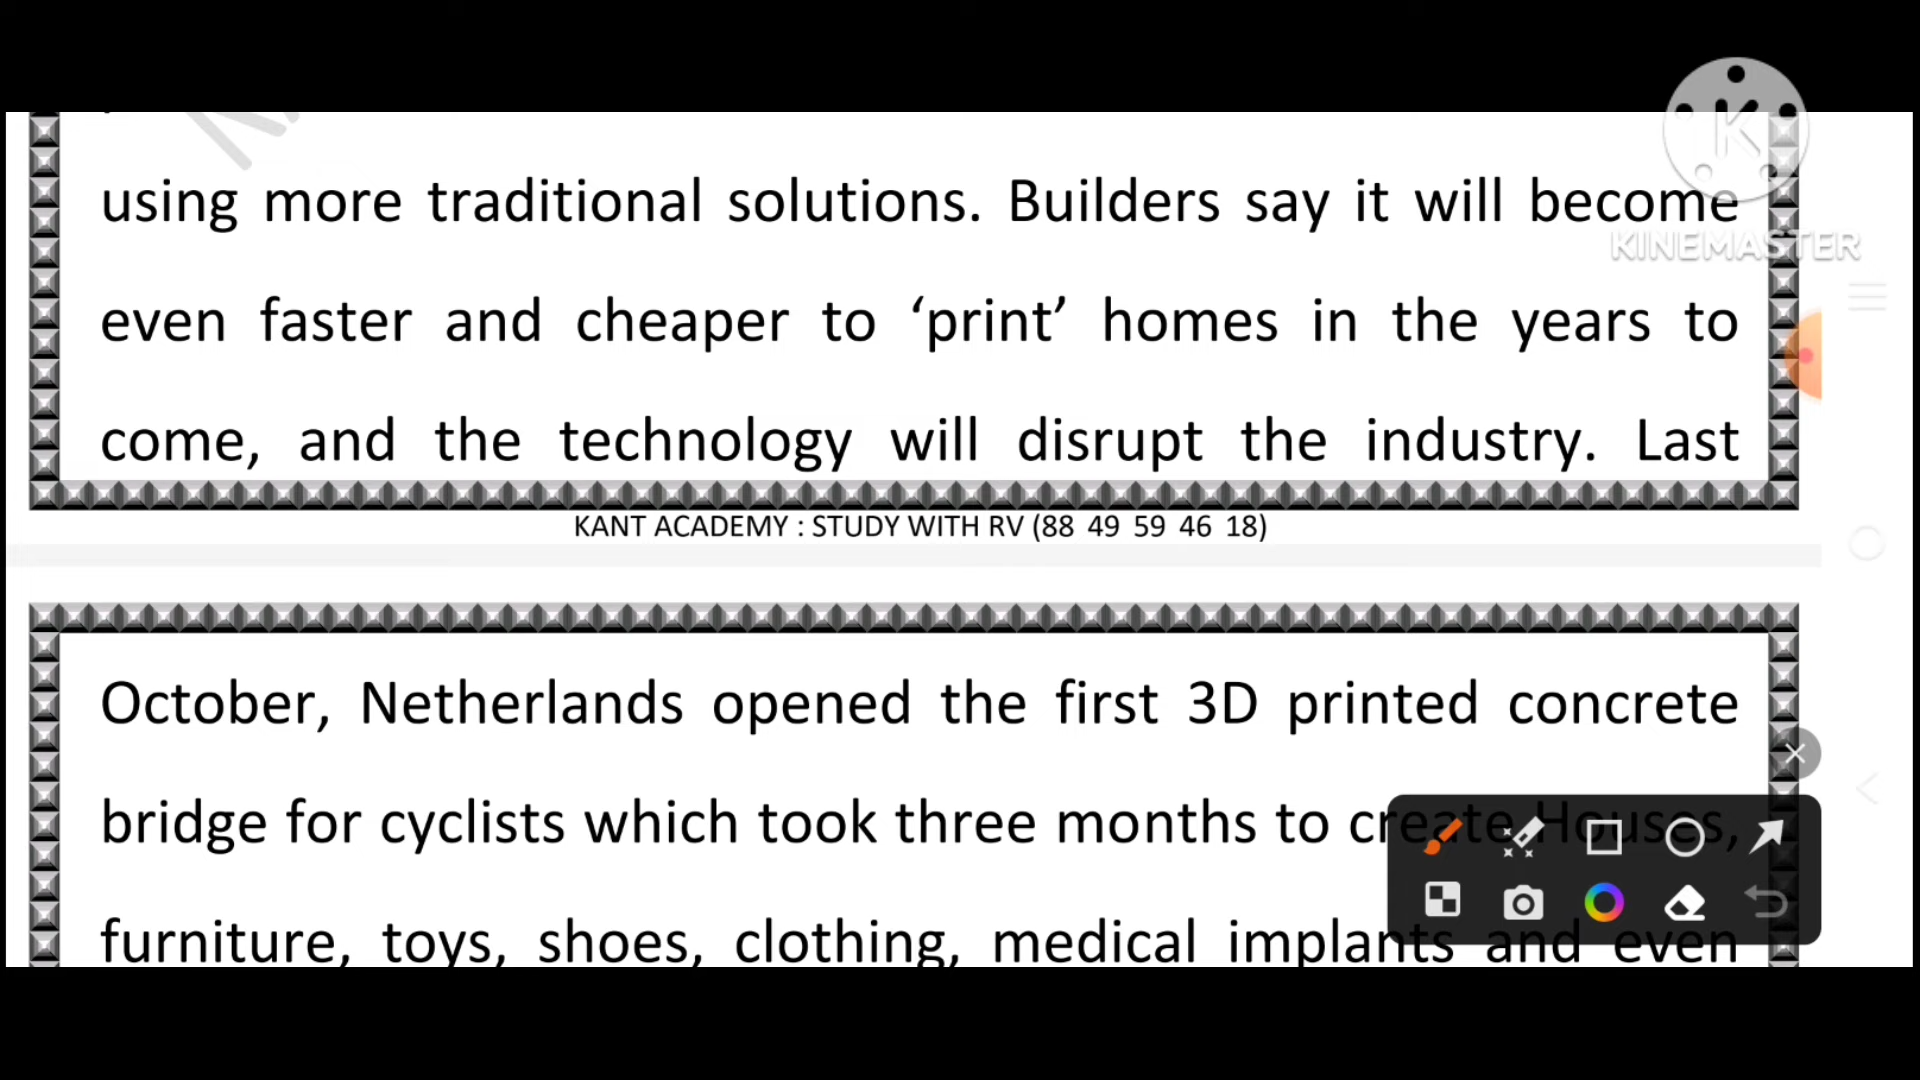 using more traditional solutions. Builders say it will become
KINEMASTER
even faster and cheaper to ‘print’ homes in the years to
come, and the technology will disrupt the industry. Last
KANT ACADEMY : STUDY WITH RV (88 49 59 46 18)
October, Netherlands opened the first 3D printed concrete
bridge for cyclists which took three months to create Houses,
furniture, toys, shoes, clothing, medical implants and even